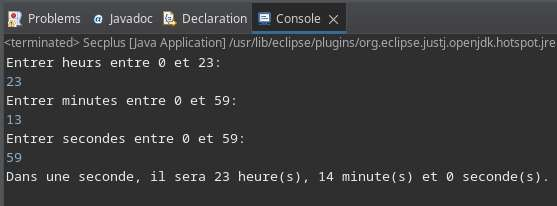 Problems Javadoc Declaration Console
<terminated> Secplus [Java Application] /usr/lib/eclipse/plugins/org.eclipse.justj.openjdk.hotspot.jre
Entrer heurs entre 0 et 23:
23
Entrer minutes entre 0 et 59:
13
Entrer secondes entre 0 et 59:
59
Dans une seconde, il sera 23 heure(s), 14 minute(s) et 0 seconde(s).